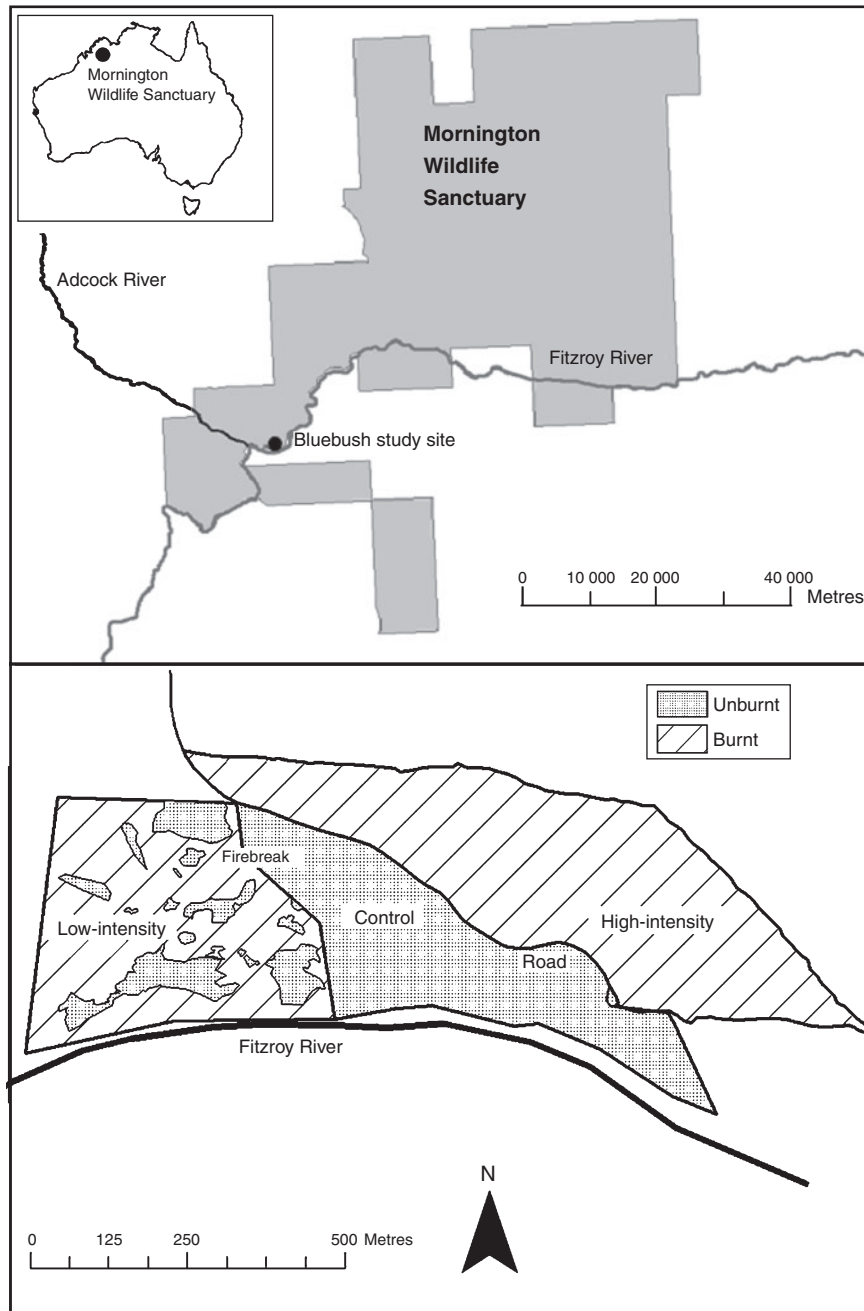 Mornington
Wildlife Sanctuary
Mornington
Wildlife
Sanctuary
Adcock River
Fitzroy River
Bluebush study site
0 10 000 20 000 40 000
Metres
Unburnt
Burnt
Firebreak
Low-intensity
Control
High-intensity
Road
Fitzroy River
N
0 125 250 500 Metres